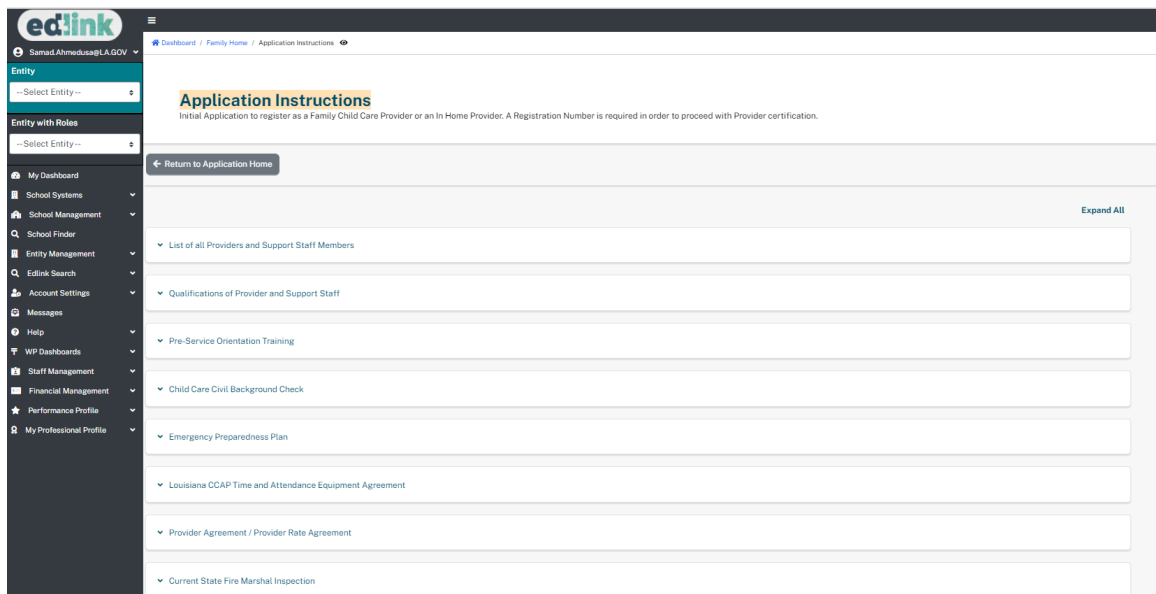 edlink
Samad.Ahmedusa@LA.GOV
Entity
--Select Entity--
Entity with Roles
--Select Entity--
My Dashboard
School Systems
School Management
School Finder
Entity Management
Edlink Search
Account Settings
Messages
Help
WP Dashboards
Staff Management
Financial Management
Performance Profile
My Professional Profile
Dashboard / Family Home / Application Instructions
Application Instructions
Initial Application to register as a Family Child Care Provider or an In Home Provider. A Registration Number is required in order to proceed with Provider certification.
Return to Application Home
Expand All
List of all Providers and Support Staff Members
Qualifications of Provider and Support Staff
Pre-Service Orientation Training
Child Care Civil Background Check
Emergency Preparedness Plan
Louisiana CCAP Time and Attendance Equipment Agreement
Provider Agreement / Provider Rate Agreement
Current State Fire Marshal Inspection